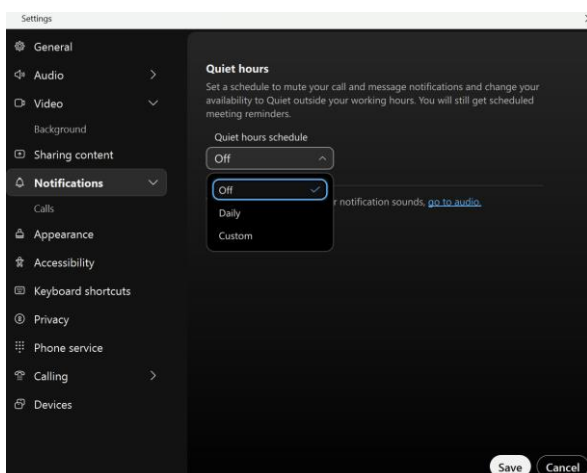 Settings
General
Audio
Video
Background
Sharing content
Notifications
Calls
Appearance
Accessibility
Keyboard shortcuts
Privacy
Phone service
Calling
Devices
Quiet hours
Set a schedule to mute your call and message notifications and change your
availability to Quiet outside your working hours. You will still get scheduled
meeting reminders.
Quiet hours schedule
Off
Off
Daily
Custom
notification sounds, go to audio.
Save
Cancel